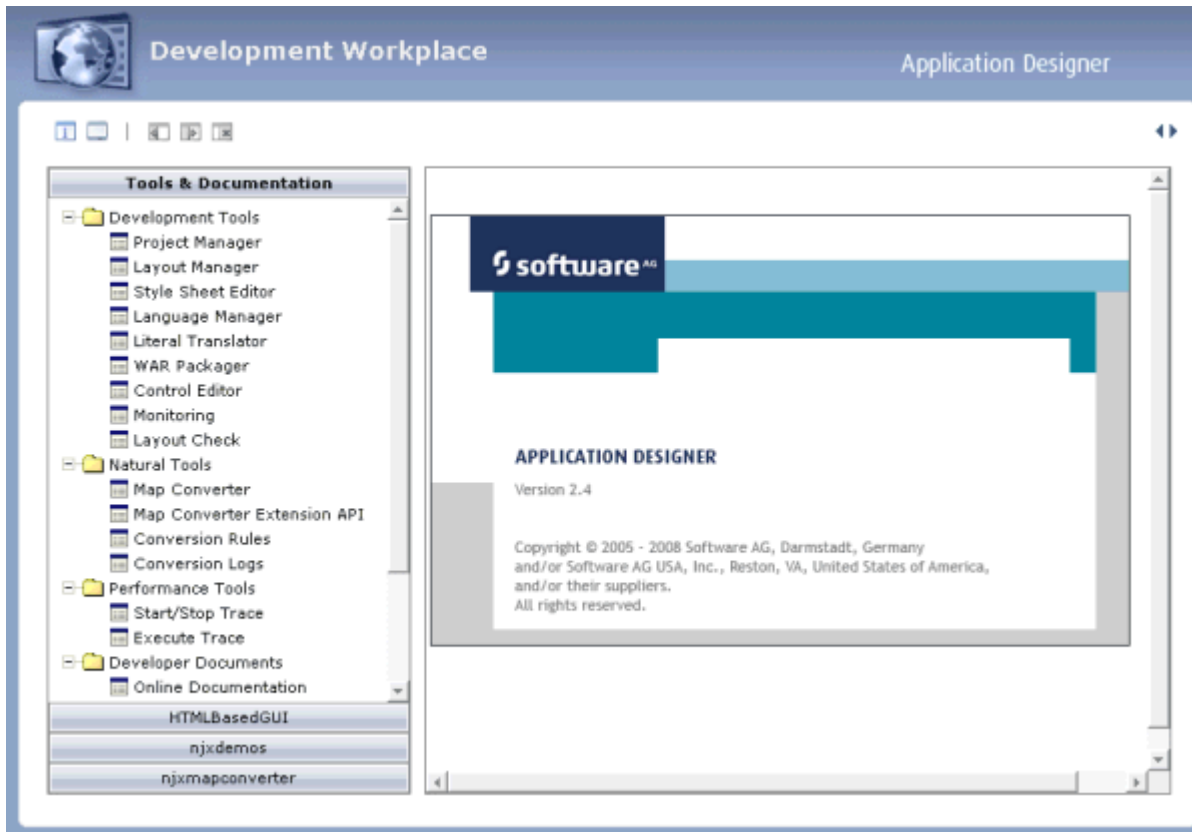 Development Workplace
Application Designer
Tools & Documentation
Development Tools
Project Manager
Layout Manager
Style Sheet Editor
Language Manager
Literal Translator
WAR Packager
Control Editor
Monitoring
Layout Check
Natural Tools
Map Converter
Map Converter Extension API
Conversion Rules
Conversion Logs
Performance Tools
Start/Stop Trace
Execute Trace
Developer Documents
Online Documentation
HTMLBasedGUI
njxdemos
njxmapconverter
software AG
APPLICATION DESIGNER
Version 2.4
Copyright © 2005 - 2008 Software AG, Darmstadt, Germany
and/or Software AG USA, Inc., Reston, VA, United States of America,
and/or their suppliers.
All rights reserved.